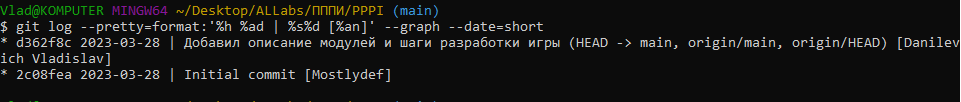 Vlad@KOMPUTER MINGW64 ~/Desktop/ALLabs/ПППИ/PPPI (main)
$ git log --pretty=format:'%h %ad | %s%d [%an]' --graph --date=short
* d362f8c 2023-03-28 | Добавил описание модулей и шаги разработки игры (HEAD -> main, origin/main, origin/HEAD) [Danilev
ich Vladislav]
* 2c08fea 2023-03-28 | Initial commit [Mostlydef]